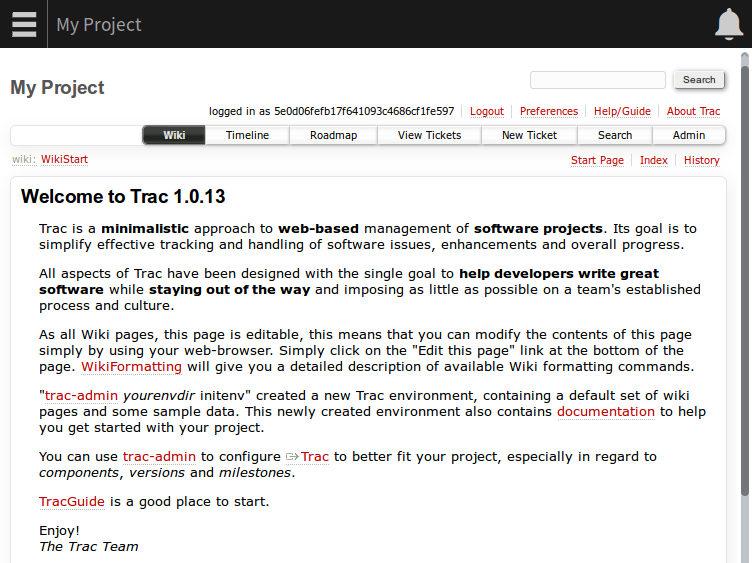 My Project
My Project
Search
logged in as 5e0d06fefb17f641093c4686cf1fe597 Logout Preferences Help/Guide About Trac
Wiki Timeline Roadmap View Tickets New Ticket Search Admin
wiki: WikiStart Start Page Index History
Welcome to Trac 1.0.13
Trac is a minimalistic approach to web-based management of software projects. Its goal is to
simplify effective tracking and handling of software issues, enhancements and overall progress.
All aspects of Trac have been designed with the single goal to help developers write great
software while staying out of the way and imposing as little as possible on a team's established
process and culture.
As all Wiki pages, this page is editable, this means that you can modify the contents of this page
simply by using your web-browser. Simply click on the "Edit this page" link at the bottom of the
page. WikiFormatting will give you a detailed description of available Wiki formatting commands.
"trac-admin yourenvdir initenv" created a new Trac environment, containing a default set of wiki
pages and some sample data. This newly created environment also contains documentation to help
you get started with your project.
You can use trac-admin to configure Trac to better fit your project, especially in regard to
components, versions and milestones.
TracGuide is a good place to start.
Enjoy!
The Trac Team